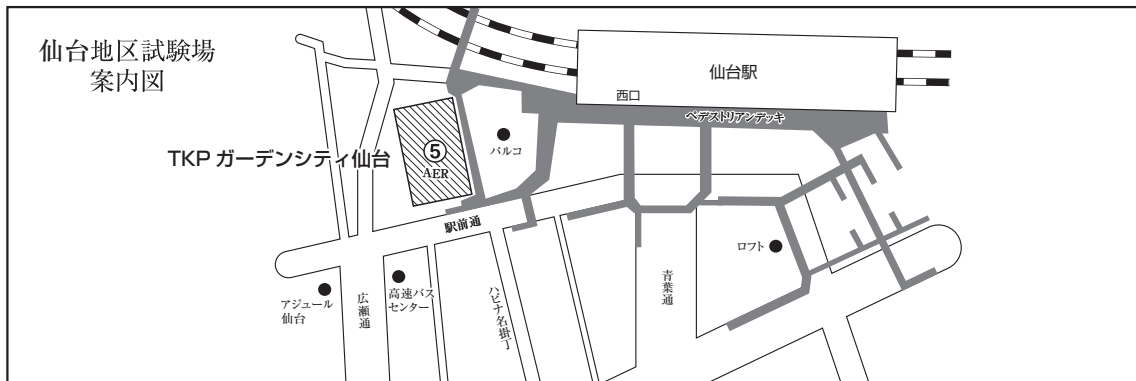 仙台地区試験場
案内図
仙台駅
西口
ペデストリアンデッキ
パルコ
⑤
AER
TKP ガーデンシティ仙台
駅前通
ロフト
青葉通
高速バス
センター
アジュール
仙台
広瀬通
ハピナ名掛丁